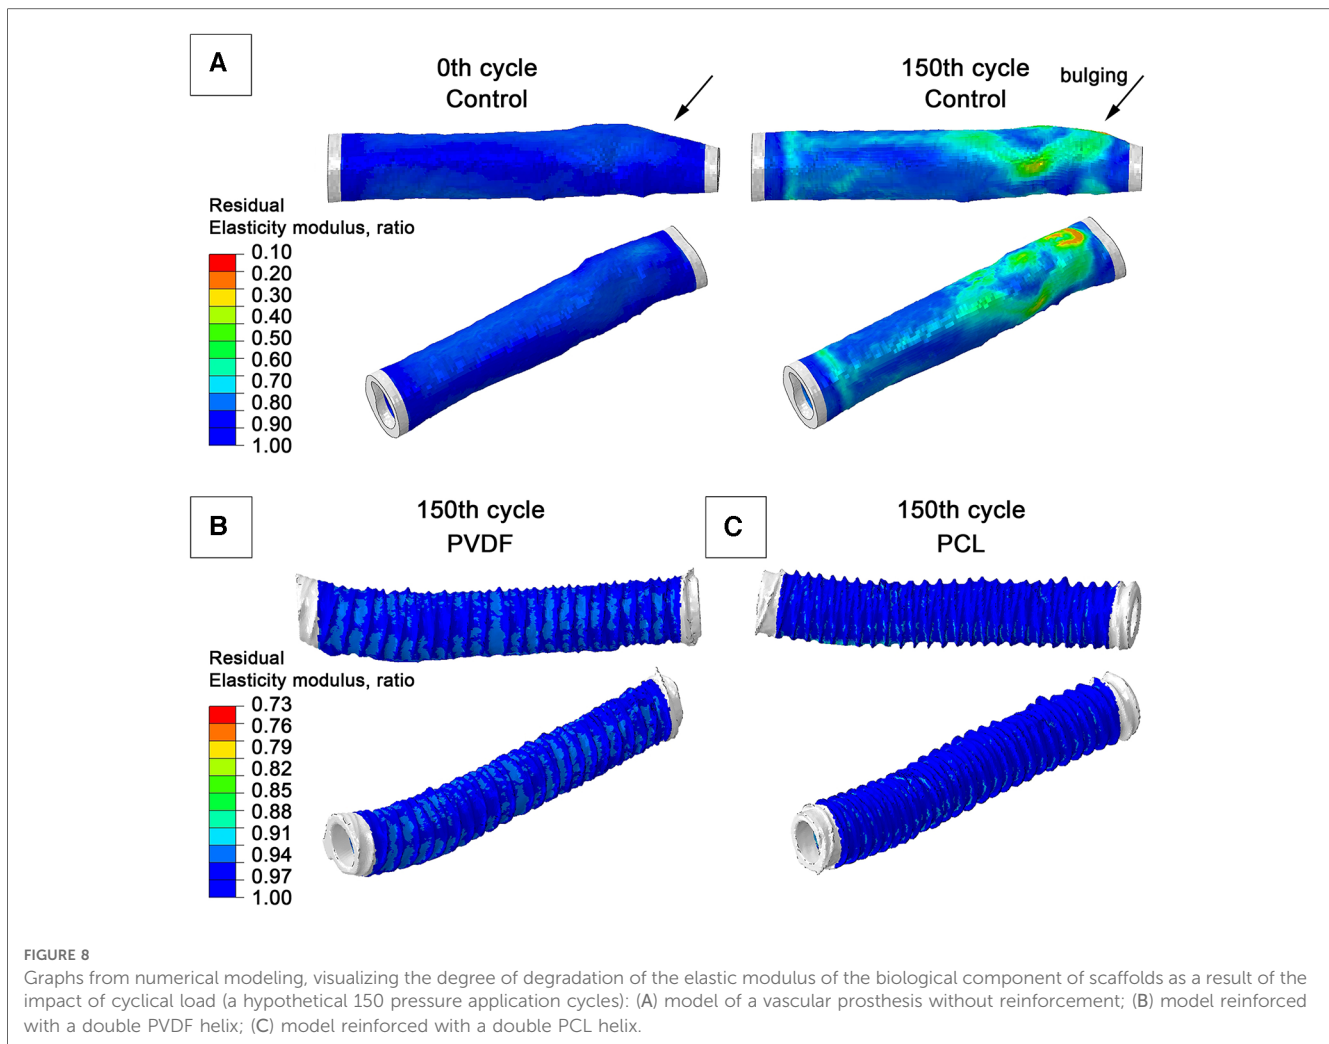 A
0th cycle
Control
150th cycle
Control
bulging
Residual
Elasticity modulus, ratio
0.10
0.20
0.30
0.40
0.50
0.60
0.70
0.80
0.90
1.00
B
150th cycle
PVDF
C
150th cycle
PCL
Residual
Elasticity modulus, ratio
0.73
0.76
0.79
0.82
0.85
0.88
0.91
0.94
0.97
1.00
FIGURE 8
Graphs from numerical modeling, visualizing the degree of degradation of the elastic modulus of the biological component of scaffolds as a result of the
impact of cyclical load (a hypothetical 150 pressure application cycles): (A) model of a vascular prosthesis without reinforcement; (B) model reinforced
with a double PVDF helix; (C) model reinforced with a double PCL helix.